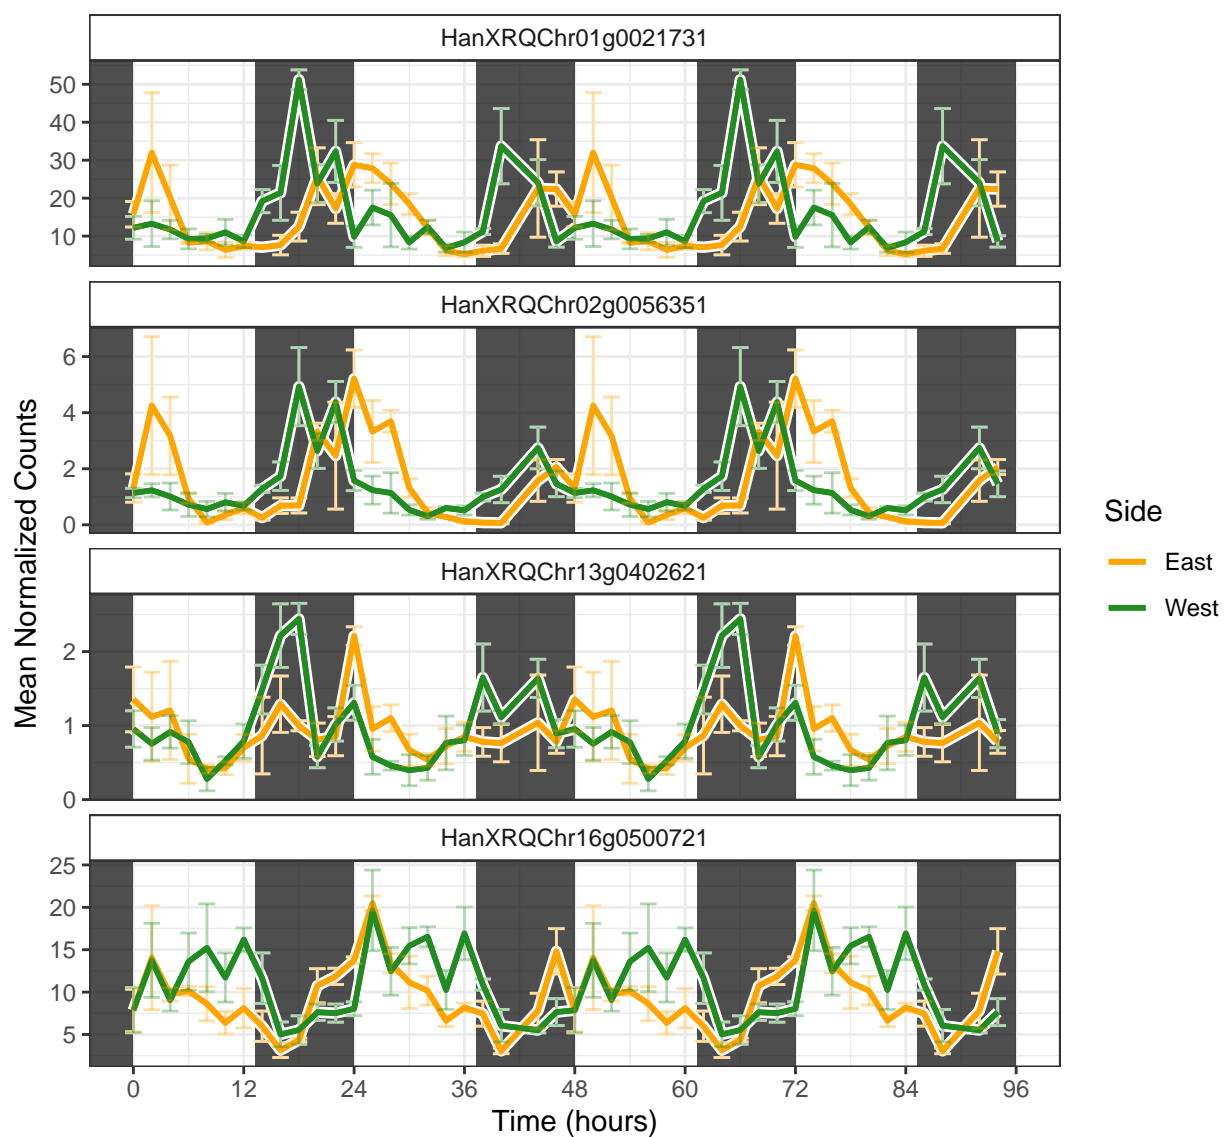 HanXRQChr01g0021731
50
40
30
20
10
HanXRQChr02g0056351
6
4
2
0
HanXRQChr13g0402621
2
1
0
HanXRQChr16g0500721
25
20
15
10
5
0 12 24 36 48 60 72 84 96
Time (hours)
Mean Normalized Counts
Side
East
West